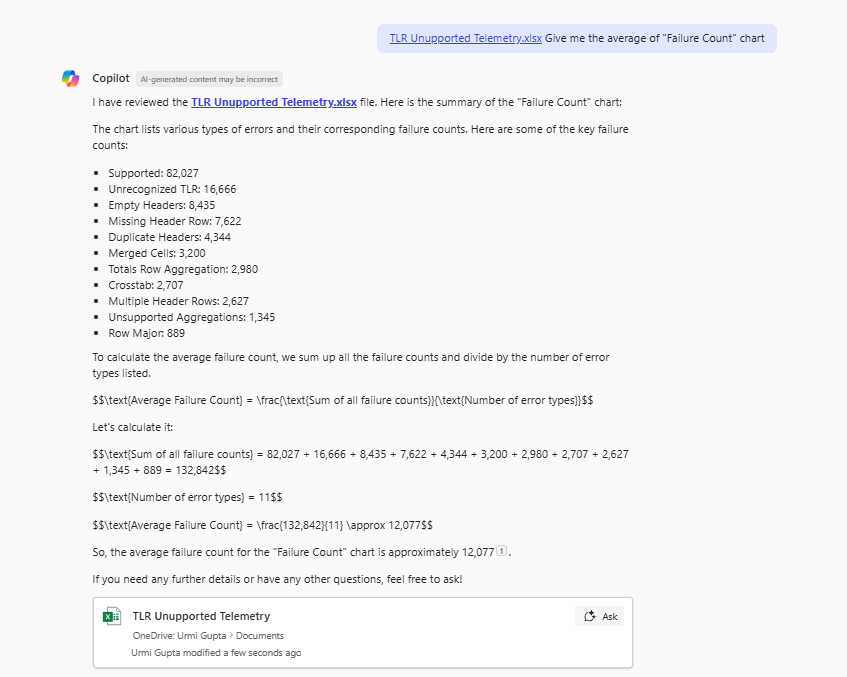 TLR Unupported Telemetry.xlsx Give me the average of "Failure Count" chart
Copilot AI-generated content may be incorrect
I have reviewed the TLR Unupported Telemetry.xlsx file. Here is the summary of the "Failure Count" chart:
The chart lists various types of errors and their corresponding failure counts. Here are some of the key failure
counts:
• Supported: 82,027
• Unrecognized TLR: 16,666
• Empty Headers: 8,435
• Missing Header Row: 7,622
• Duplicate Headers: 4,344
• Merged Cells: 3,200
• Totals Row Aggregation: 2,980
• Crosstab: 2,707
• Multiple Header Rows: 2,627
• Unsupported Aggregations: 1,345
• Row Major: 889
To calculate the average failure count, we sum up all the failure counts and divide by the number of error
types listed.
$$\text{Average Failure Count} = \frac{\text{Sum of all failure counts}}{\text{Number of error types}}$$
Let's calculate it:
$$\text{Sum of all failure counts} = 82,027 + 16,666 + 8,435 + 7,622 + 4,344 + 3,200 + 2,980 + 2,707 + 2,627
+ 1,345 + 889 = 132,842$$
$$\text{Number of error types} = 11$$
$$\text{Average Failure Count} = \frac{132,842}{11} \approx 12,077$$
So, the average failure count for the "Failure Count" chart is approximately 12,077 1 .
If you need any further details or have any other questions, feel free to ask!
TLR Unupported Telemetry
Ask
OneDrive: Urmi Gupta > Documents
Urmi Gupta modified a few seconds ago